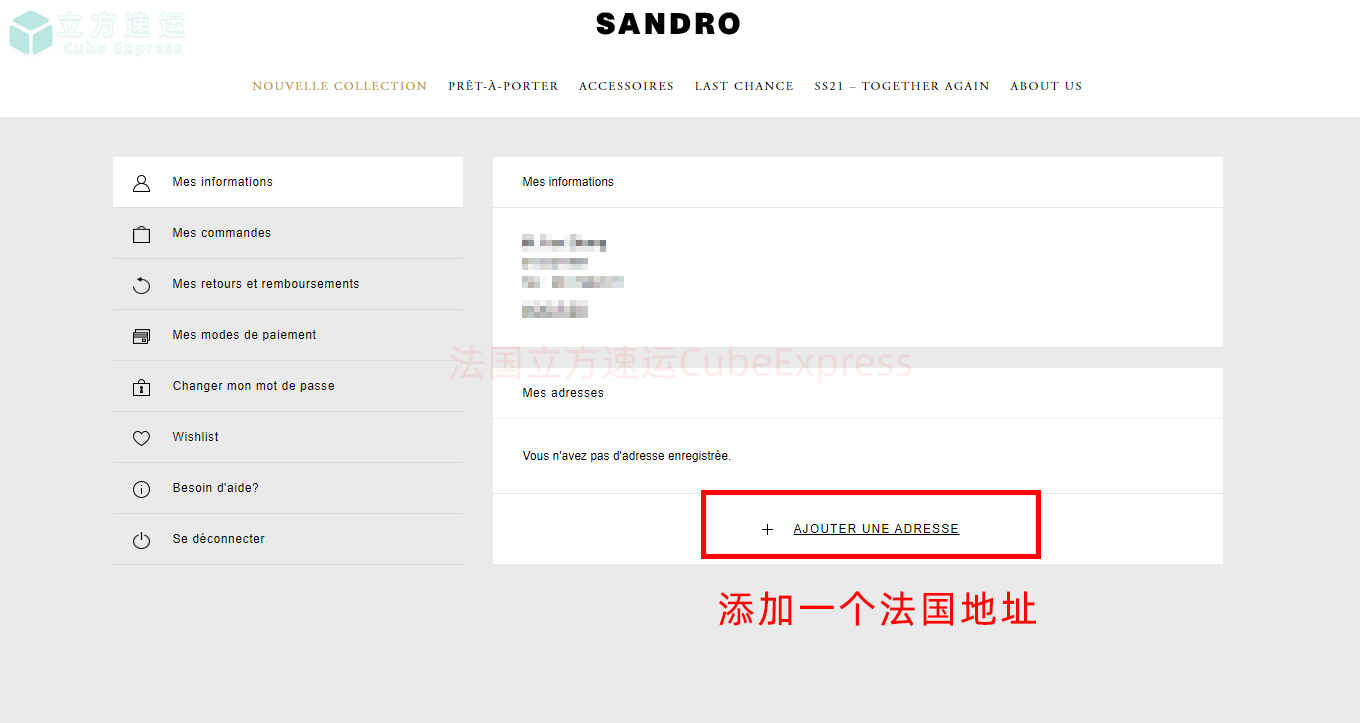 立方速运
Cube Express
SANDRO
NOUVELLE COLLECTION PRÊT-À-PORTER ACCESSOIRES LAST CHANCE SS21 – TOGETHER AGAIN ABOUT US
Mes informations
Mes commandes
Mes retours et remboursements
Mes modes de paiement
Changer mon mot de passe
Wishlist
Besoin d'aide?
Se déconnecter
Mes informations
法国立方速运CubeExpress
Mes adresses
Vous n'avez pas d'adresse enregistrée.
+ AJOUTER UNE ADRESSE
添加一个法国地址